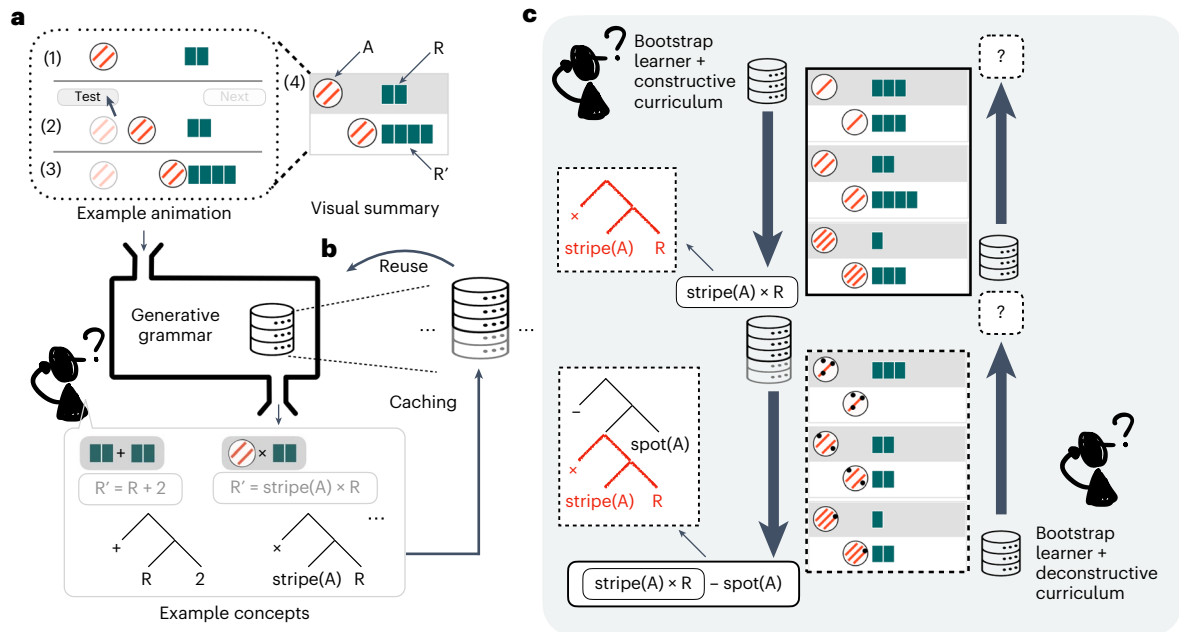 a
(1)
Test
Next
(2)
(3)
Example animation
(4)
A
R
R′
Visual summary
b
Reuse
Generative
grammar
...
...
Caching
?
+
×
R′ = R + 2
R′ = stripe(A) × R
...
+
R
2
×
stripe(A)
R
Example concepts
c
?
Bootstrap
learner +
constructive
curriculum
×
stripe(A)
R
stripe(A) × R
–
spot(A)
×
stripe(A)
R
stripe(A) × R – spot(A)
?
?
?
Bootstrap
learner +
deconstructive
curriculum